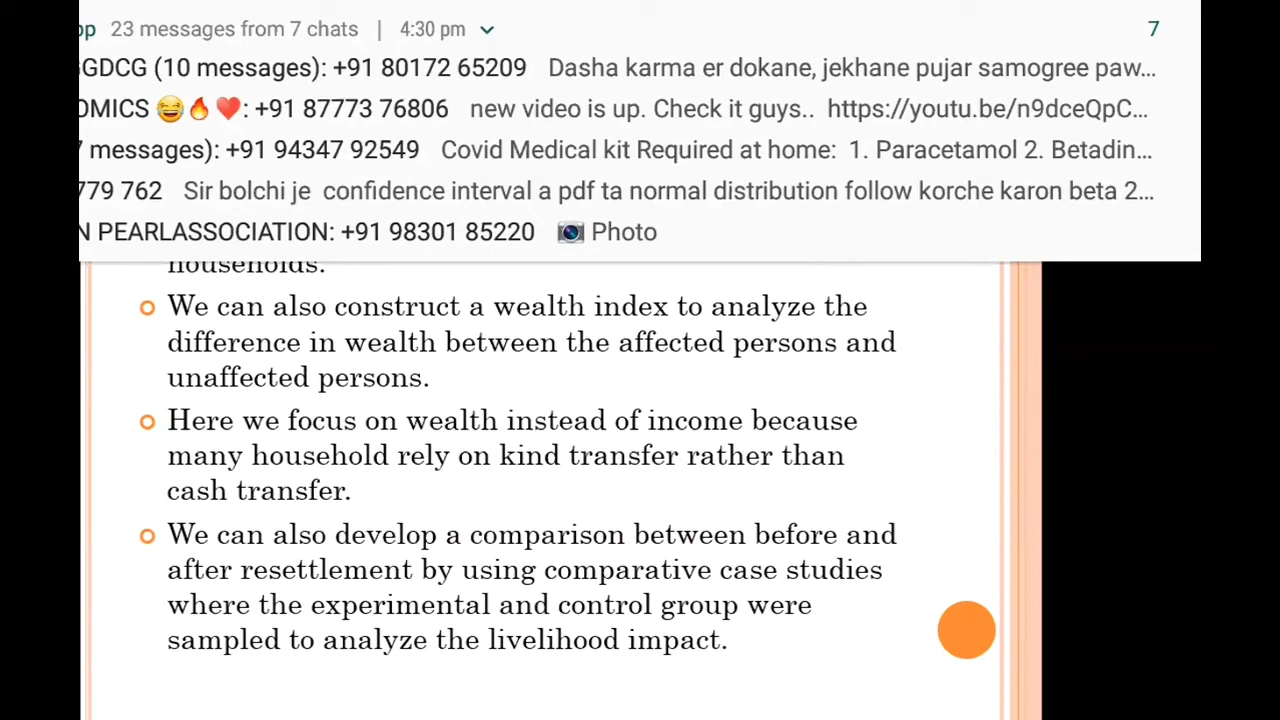 pp 23 messages from 7 chats | 4:30 pm 7
GDCG (10 messages): +91 80172 65209 Dasha karma er dokane, jekhane pujar samogree paw...
OMICS 😂🔥❤️: +91 87773 76806 new video is up. Check it guys.. https://youtu.be/n9dceQpC...
7 messages): +91 94347 92549 Covid Medical kit Required at home: 1. Paracetamol 2. Betadin...
779 762 Sir bolchi je confidence interval a pdf ta normal distribution follow korche karon beta 2...
N PEARLASSOCIATION: +91 98301 85220 📷 Photo
households.
We can also construct a wealth index to analyze the
difference in wealth between the affected persons and
unaffected persons.
Here we focus on wealth instead of income because
many household rely on kind transfer rather than
cash transfer.
We can also develop a comparison between before and
after resettlement by using comparative case studies
where the experimental and control group were
sampled to analyze the livelihood impact.